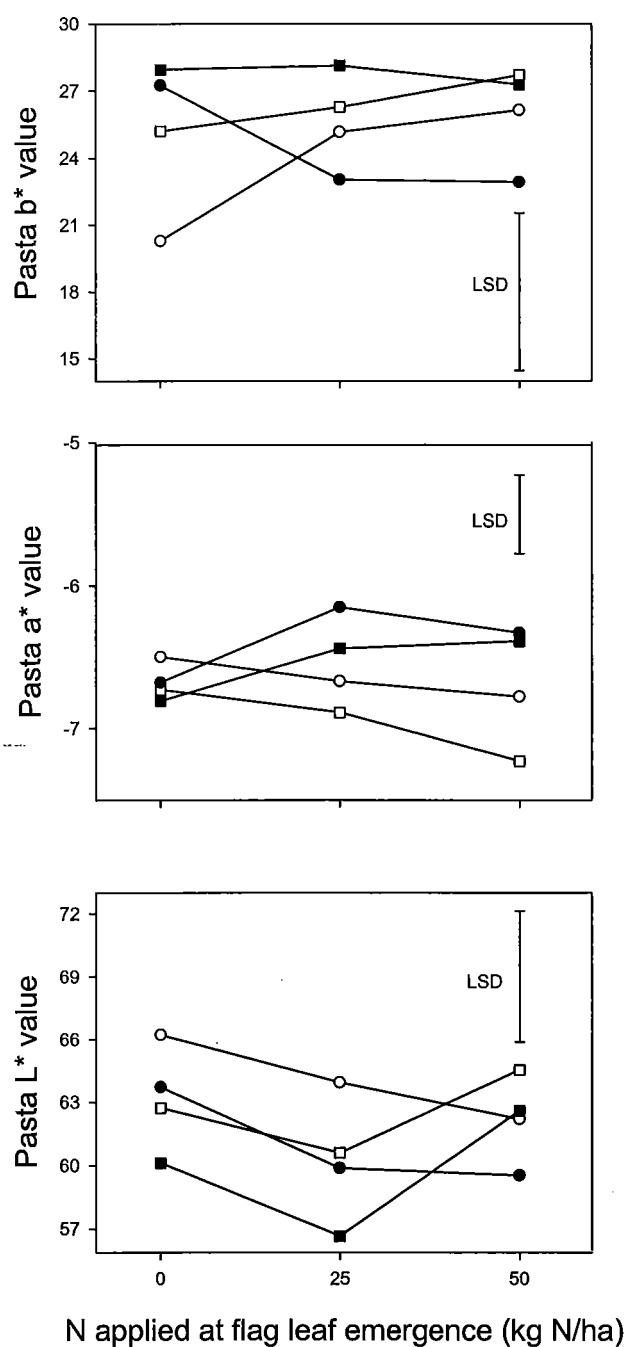 30
27
24
21
18
15
Pasta b* value
LSD
-5
-6
-7
Pasta a* value
LSD
72
69
66
63
60
57
Pasta L* value
LSD
0 25 50
N applied at flag leaf emergence (kg N/ha)